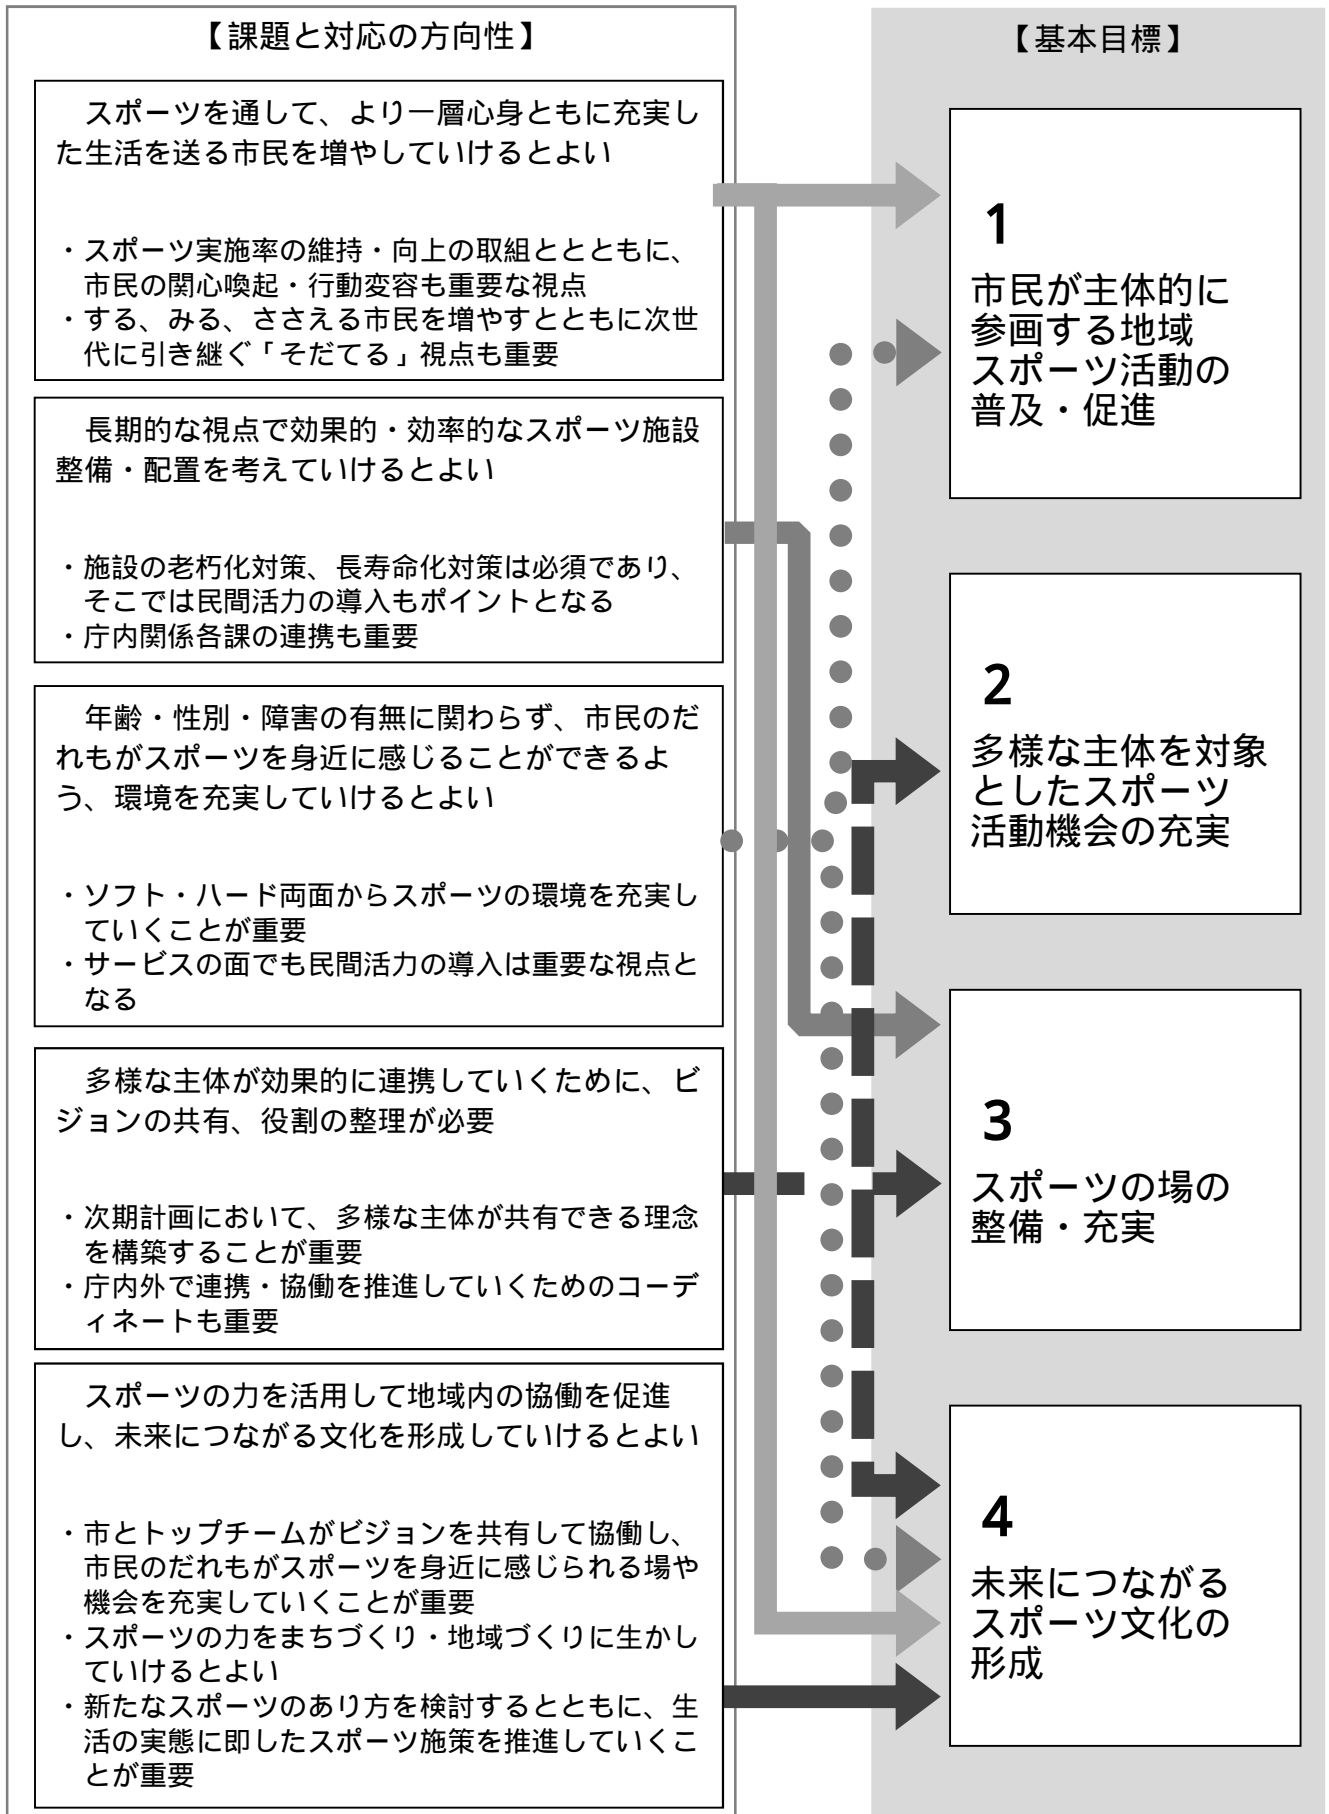 【課題と対応の方向性】
スポーツを通して、より一層心身ともに充実し
た生活を送る市民を増やしていけるとよい
・スポーツ実施率の維持・向上の取組ととともに、
市民の関心喚起・行動変容も重要な視点
・する、みる、ささえる市民を増やすとともに次世
代に引き継ぐ「そだてる」視点も重要
長期的な視点で効果的・効率的なスポーツ施設
整備・配置を考えていけるとよい
・施設の老朽化対策、長寿命化対策は必須であり、
そこでは民間活力の導入もポイントとなる
・庁内関係各課の連携も重要
年齢・性別・障害の有無に関わらず、市民のだ
れもがスポーツを身近に感じることができるよ
う、環境を充実していけるとよい
・ソフト・ハード両面からスポーツの環境を充実し
ていくことが重要
・サービスの面でも民間活力の導入は重要な視点と
なる
多様な主体が効果的に連携していくために、ビ
ジョンの共有、役割の整理が必要
・次期計画において、多様な主体が共有できる理念
を構築することが重要
・庁内外で連携・協働を推進していくためのコーデ
ィネートも重要
スポーツの力を活用して地域内の協働を促進
し、未来につながる文化を形成していけるとよい
・市とトップチームがビジョンを共有して協働し、
市民のだれもがスポーツを身近に感じられる場や
機会を充実していくことが重要
・スポーツの力をまちづくり・地域づくりに生かし
ていけるとよい
・新たなスポーツのあり方を検討するとともに、生
活の実態に即したスポーツ施策を推進していくこ
とが重要
【基本目標】
1
市民が主体的に
参画する地域
スポーツ活動の
普及・促進
2
多様な主体を対象
としたスポーツ
活動機会の充実
3
スポーツの場の
整備・充実
4
未来につながる
スポーツ文化の
形成